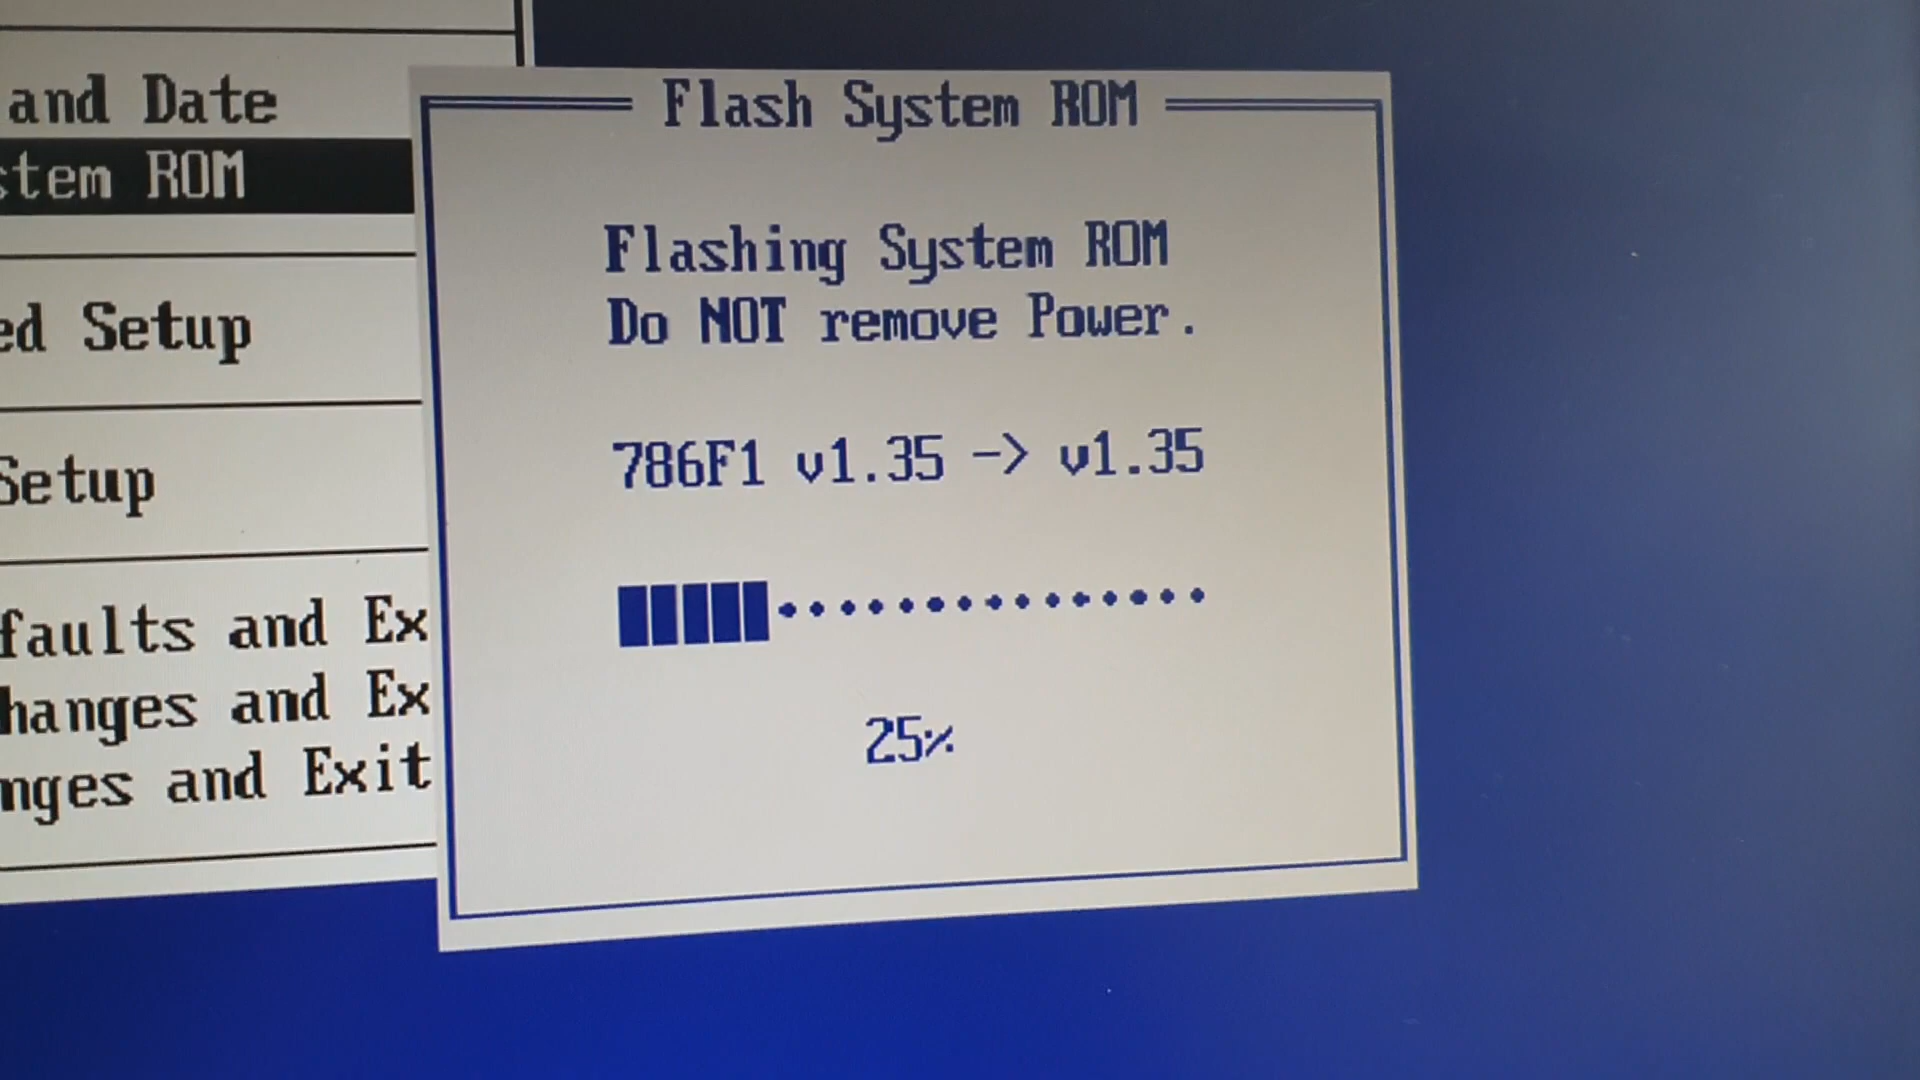 and Date
stem ROM
ed Setup
Setup
faults and Ex
hanges and Ex
nges and Exit
Flash System ROM
Flashing System ROM
Do NOT remove Power.
786F1 v1.35 -> v1.35
25%